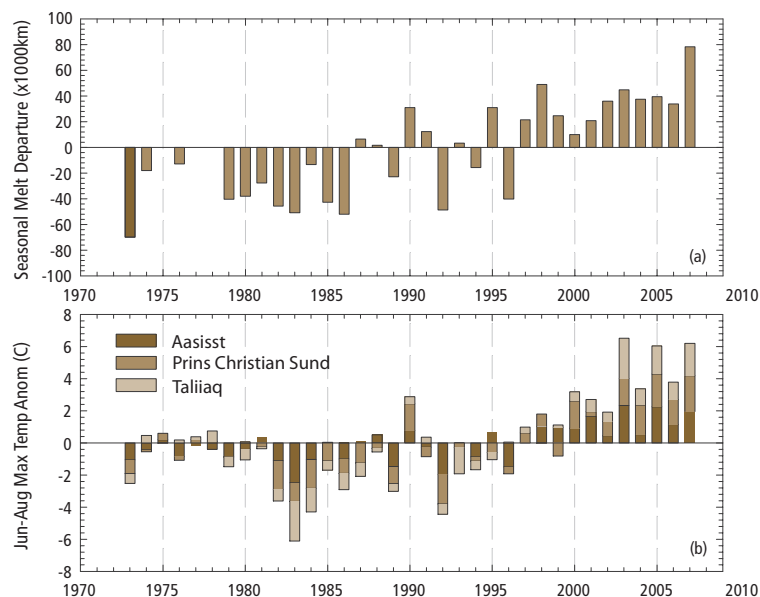 Seasonal Melt Departure (x1000km)
100
80
60
40
20
0
-20
-40
-60
-80
-100
(a)
1970 1975 1980 1985 1990 1995 2000 2005 2010
Jun-Aug Max Temp Anom (C)
8
6
4
2
0
-2
-4
-6
-8
Aasisst
Prins Christian Sund
Taliiaq
(b)
1970 1975 1980 1985 1990 1995 2000 2005 2010